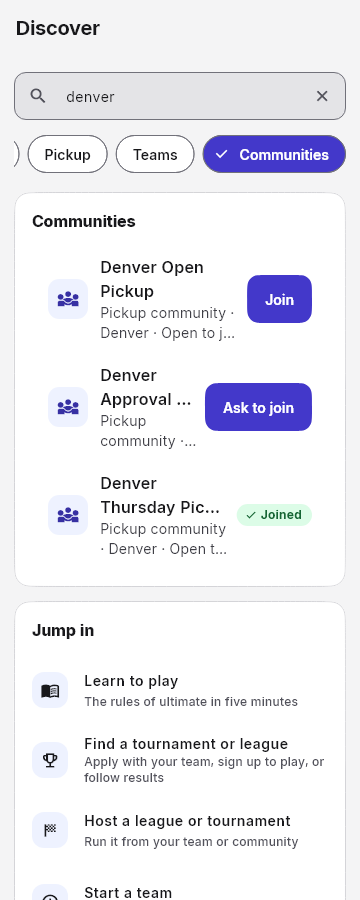 Discover
denver
Pickup
Teams
Communities
Communities
Denver Open
Pickup
Pickup community ·
Denver · Open to j...
Join
Denver
Approval ...
Pickup
community ·...
Ask to join
Denver
Thursday Pic...
Pickup community
· Denver · Open t...
Joined
Jump in
Learn to play
The rules of ultimate in five minutes
Find a tournament or league
Apply with your team, sign up to play, or
follow results
Host a league or tournament
Run it from your team or community
Start a team